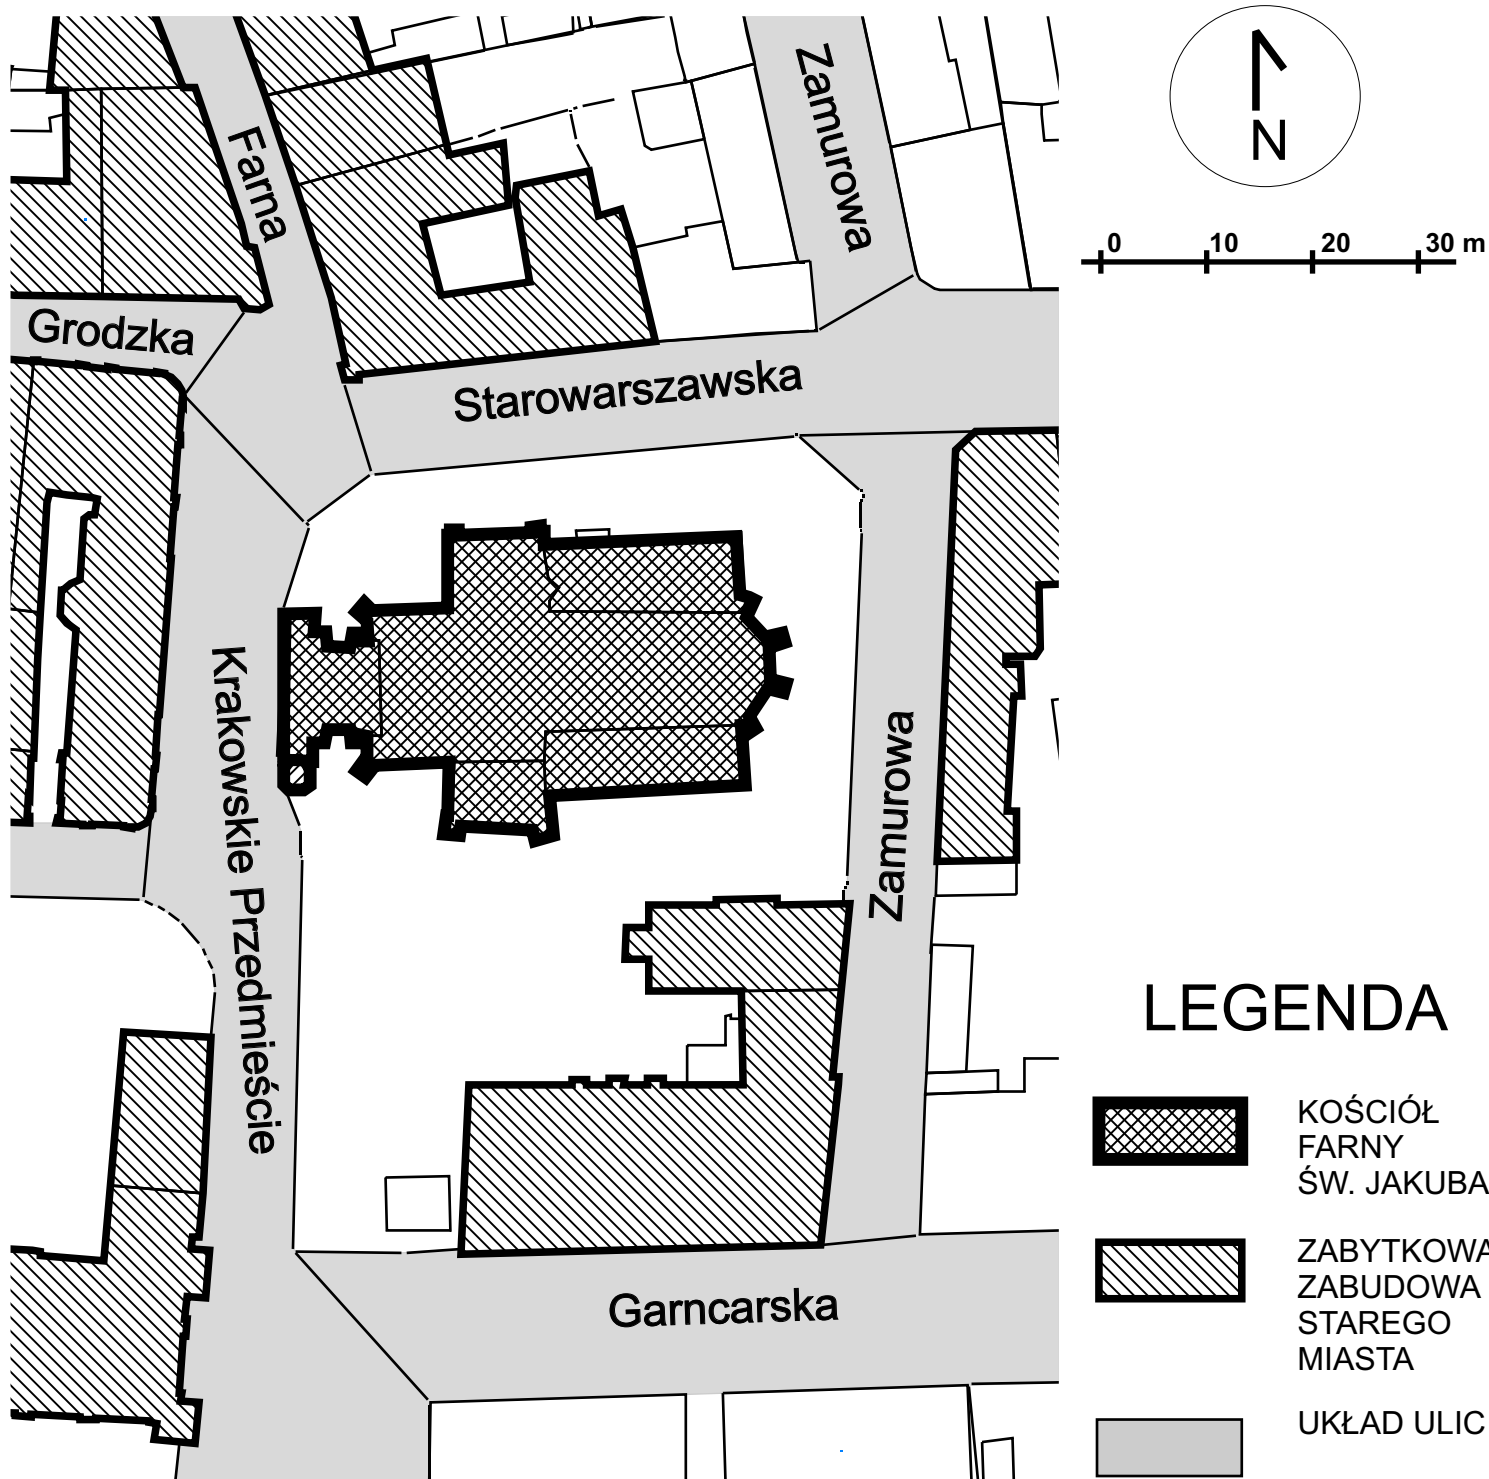 Farna
Zamurowa
N
0 10 20 30 m
Grodzka
Starowarszawska
Krakowskie Przedmieście
Zamurowa
Garncarska
LEGENDA
KOŚCIÓŁ
FARNY
ŚW. JAKUBA
ZABYTKOWA
ZABUDOWA
STAREGO
MIASTA
UKŁAD ULIC